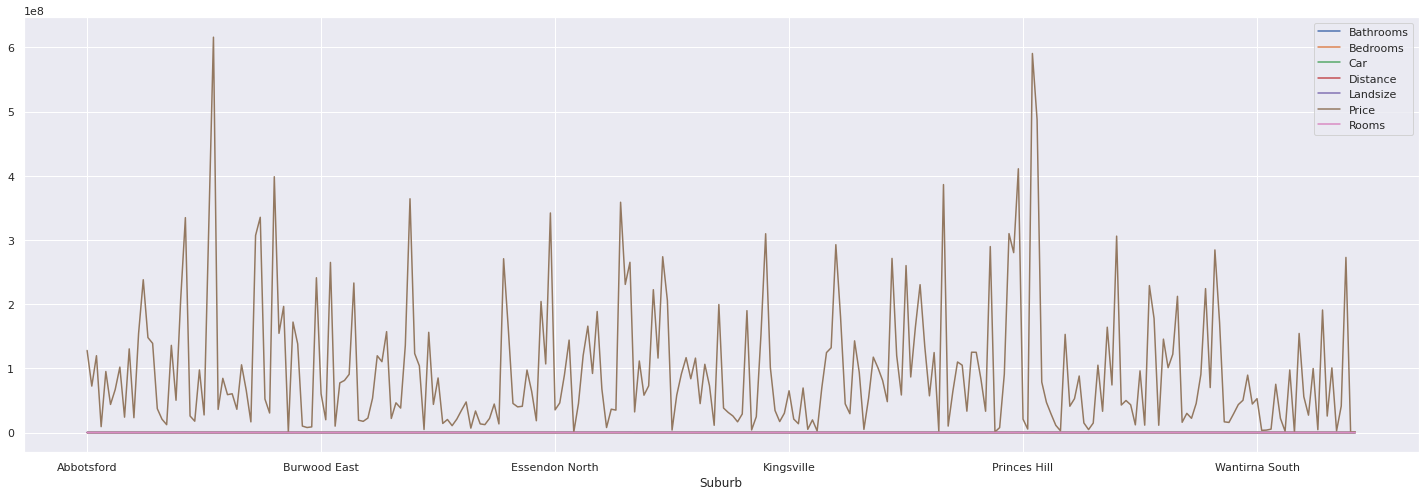 1e8
6
5
4
3
2
1
0
Bathrooms
Bedrooms
Car
Distance
Landsize
Price
Rooms
Abbotsford Burwood East Essendon North Kingsville Princes Hill Wantirna South
Suburb